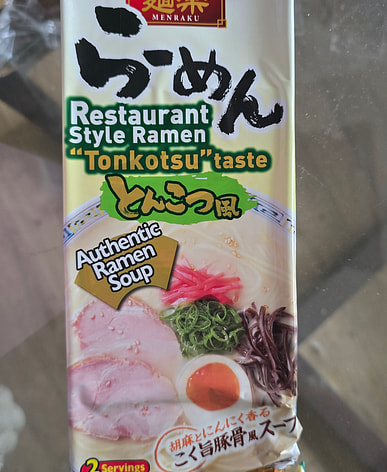 麺楽
MENRAKU
らーめん
Restaurant
Style Ramen
"Tonkotsu" taste
とんこつ風
Authentic
Ramen
Soup
胡麻とにんにく香る
こく旨豚骨風スープ
2 Servings